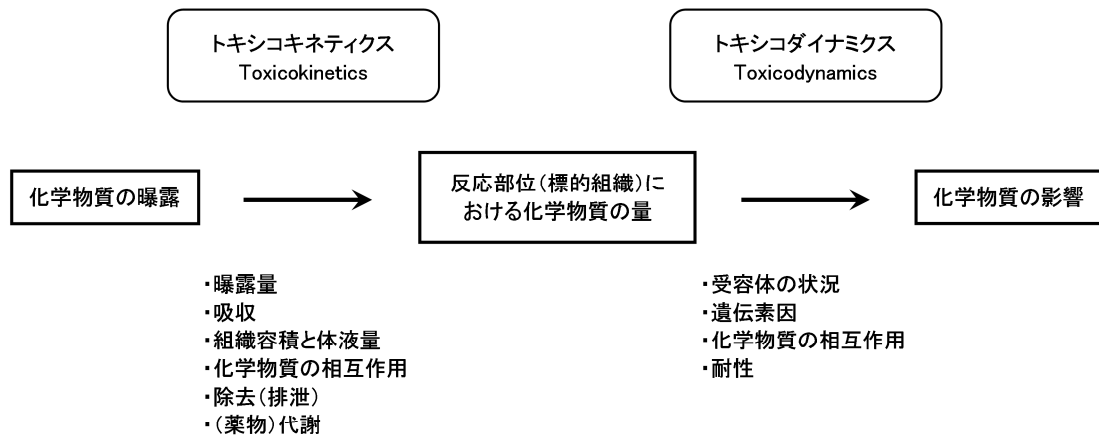 トキシコキネティクス
Toxicokinetics
トキシコダイナミクス
Toxicodynamics
化学物質の曝露
反応部位(標的組織)に
おける化学物質の量
化学物質の影響
・曝露量
・吸収
・組織容積と体液量
・化学物質の相互作用
・除去(排泄)
・(薬物)代謝
・受容体の状況
・遺伝素因
・化学物質の相互作用
・耐性